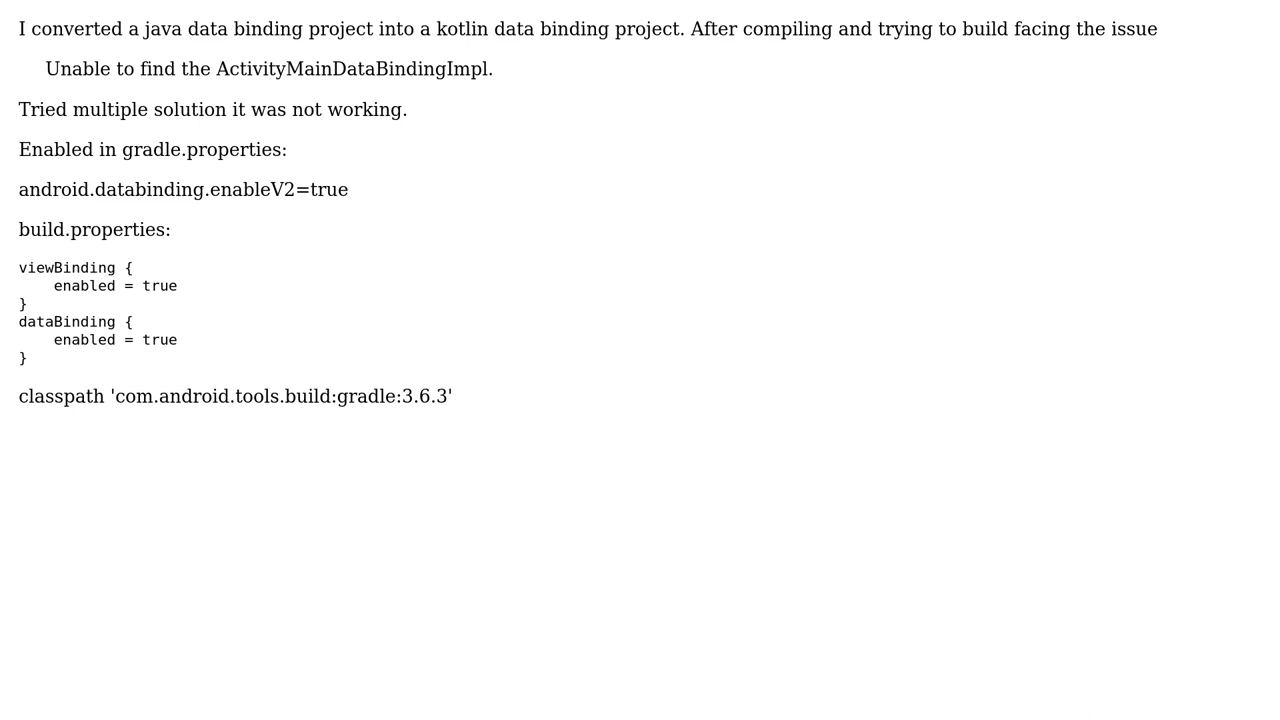 I converted a java data binding project into a kotlin data binding project. After compiling and trying to build facing the issue
Unable to find the ActivityMainDataBindingImpl.
Tried multiple solution it was not working.
Enabled in gradle.properties:
android.databinding.enableV2=true
build.properties:
viewBinding {
    enabled = true
}
dataBinding {
    enabled = true
}
classpath 'com.android.tools.build:gradle:3.6.3'